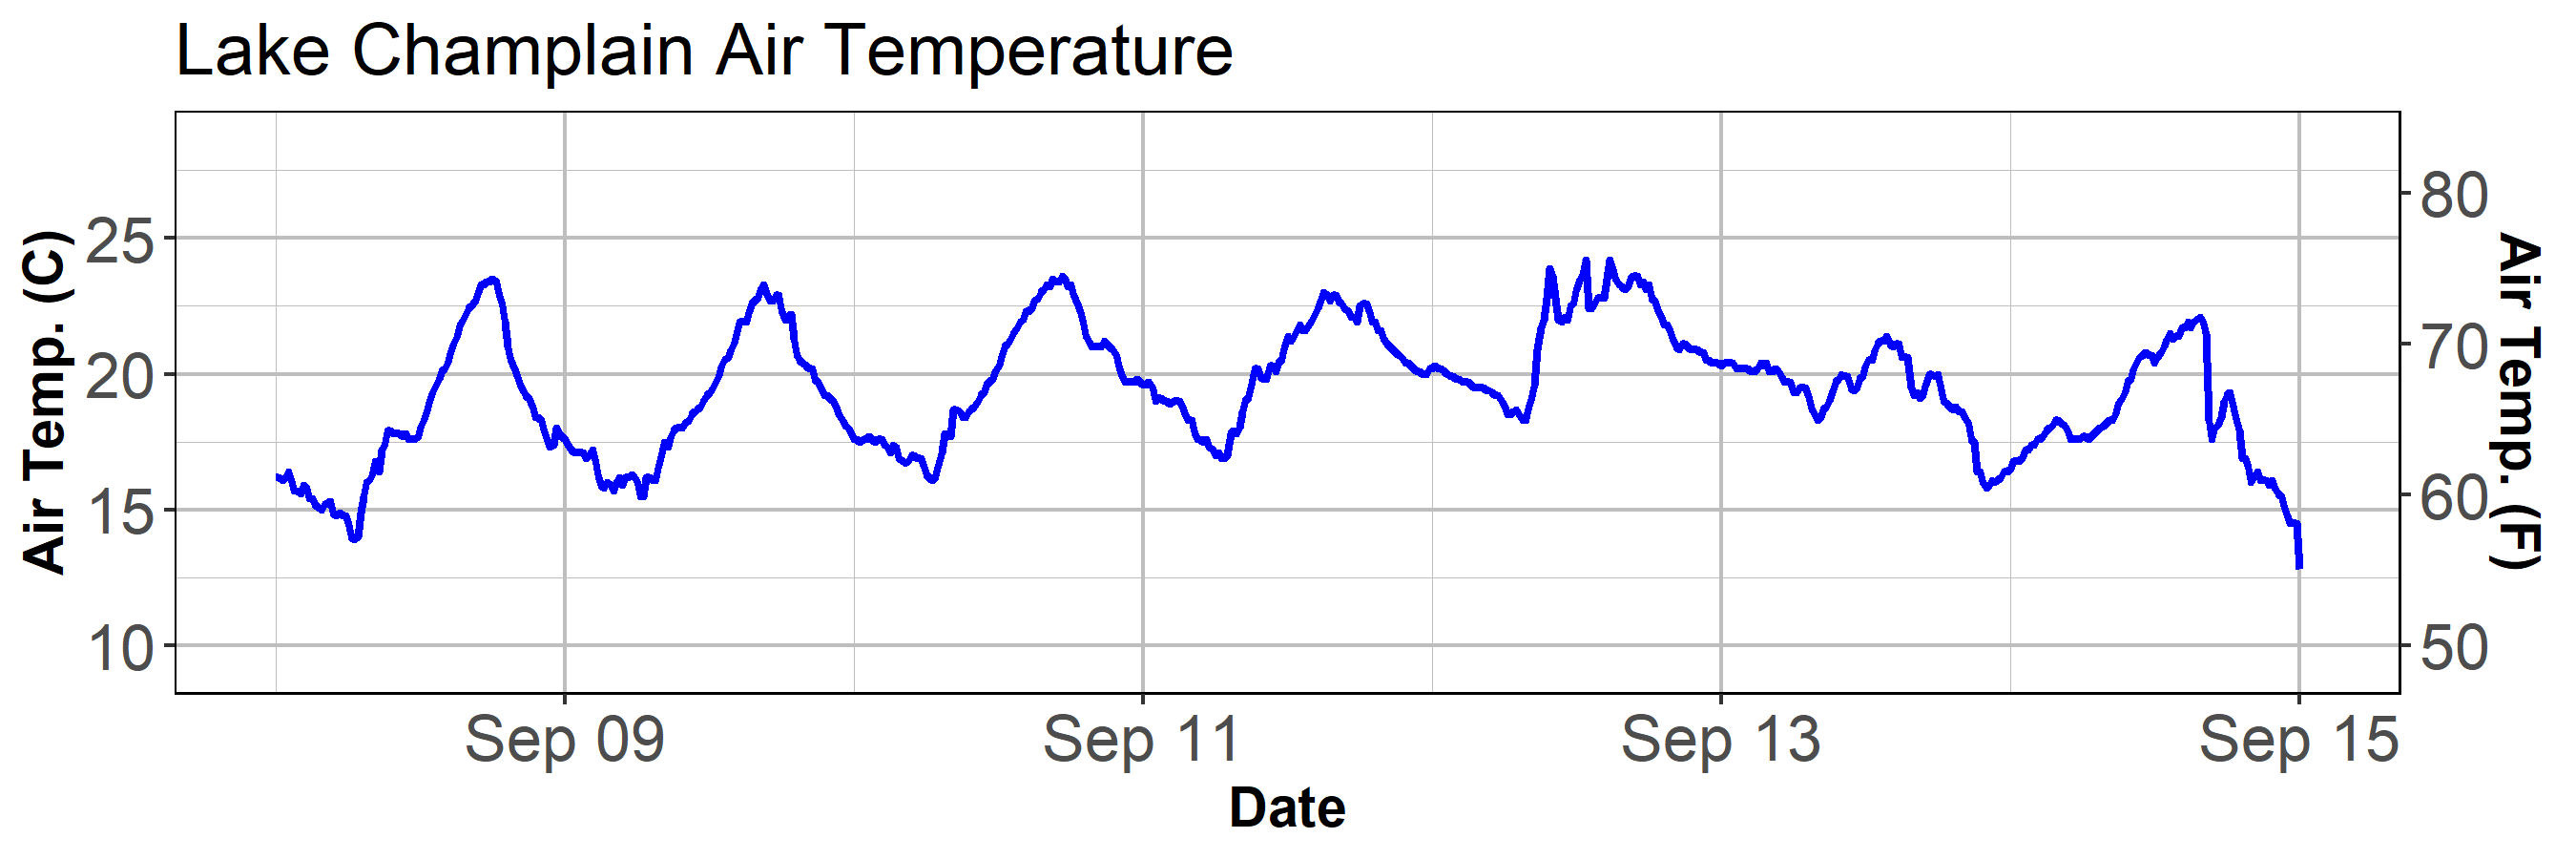 Lake Champlain Air Temperature
Air Temp. (C)
25
20
15
10
80
70
60
50
Air Temp. (F)
Sep 09
Sep 11
Sep 13
Sep 15
Date